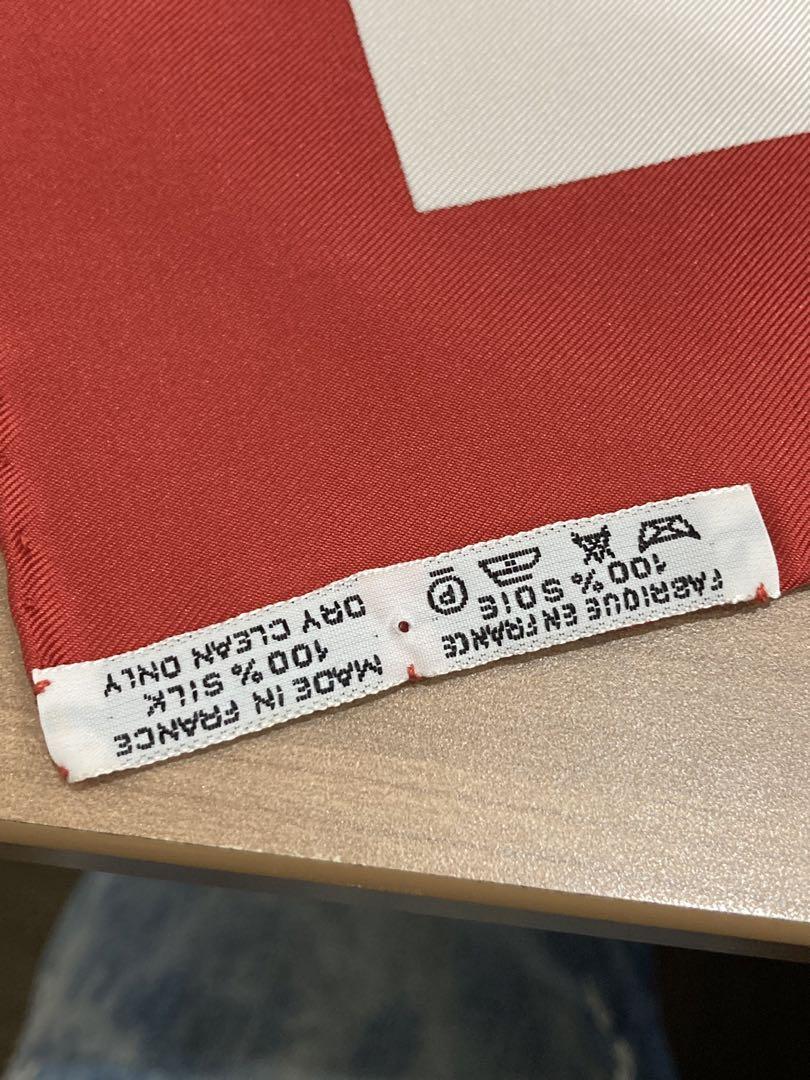 FABRIQUE EN FRANCE
100 % SOIE
P
MADE IN FRANCE
100 % SILK
DRY CLEAN ONLY